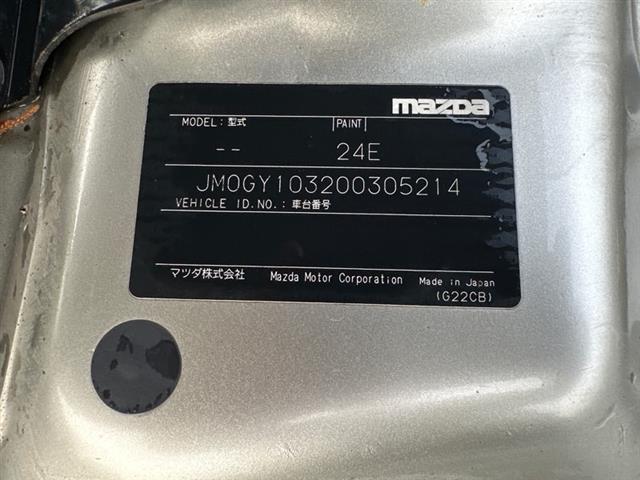 mazda
MODEL: 型式 |PAINT|
-- 24E
JM0GY103200305214
VEHICLE ID.NO.: 車台番号
マツダ株式会社 Mazda Motor Corporation Made in Japan
(G22CB)